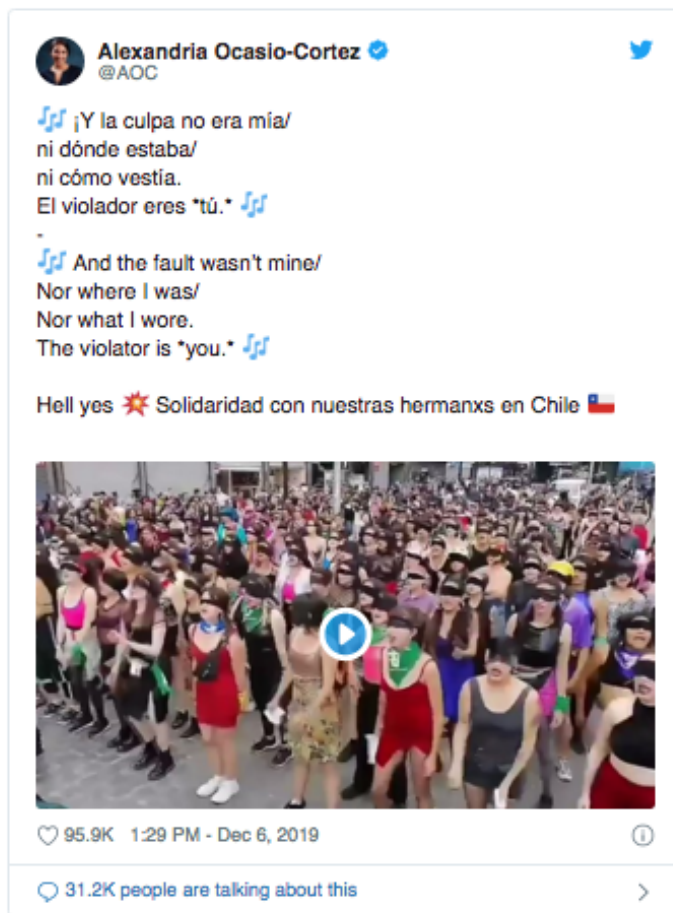 Alexandria Ocasio-Cortez
@AOC
🎶 ¡Y la culpa no era mía/
ni dónde estaba/
ni cómo vestía.
El violador eres *tú.* 🎶
-
🎶 And the fault wasn't mine/
Nor where I was/
Nor what I wore.
The violator is *you.* 🎶
Hell yes 💥 Solidaridad con nuestras hermanxs en Chile 🇨🇱
95.9K 1:29 PM - Dec 6, 2019
31.2K people are talking about this